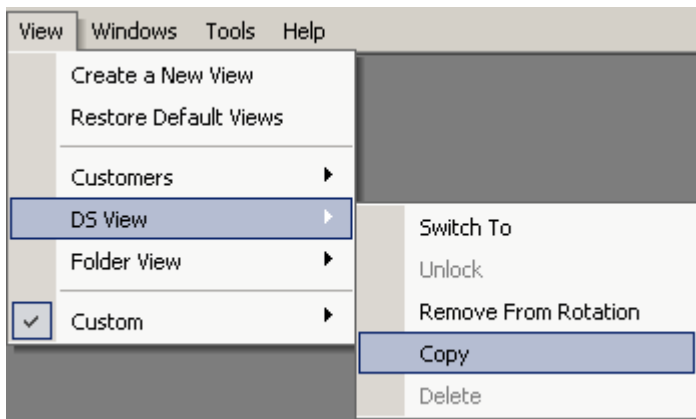 View Windows Tools Help
Create a New View
Restore Default Views
Customers
DS View
Switch To
Folder View
Unlock
Remove From Rotation
Custom
Copy
Delete